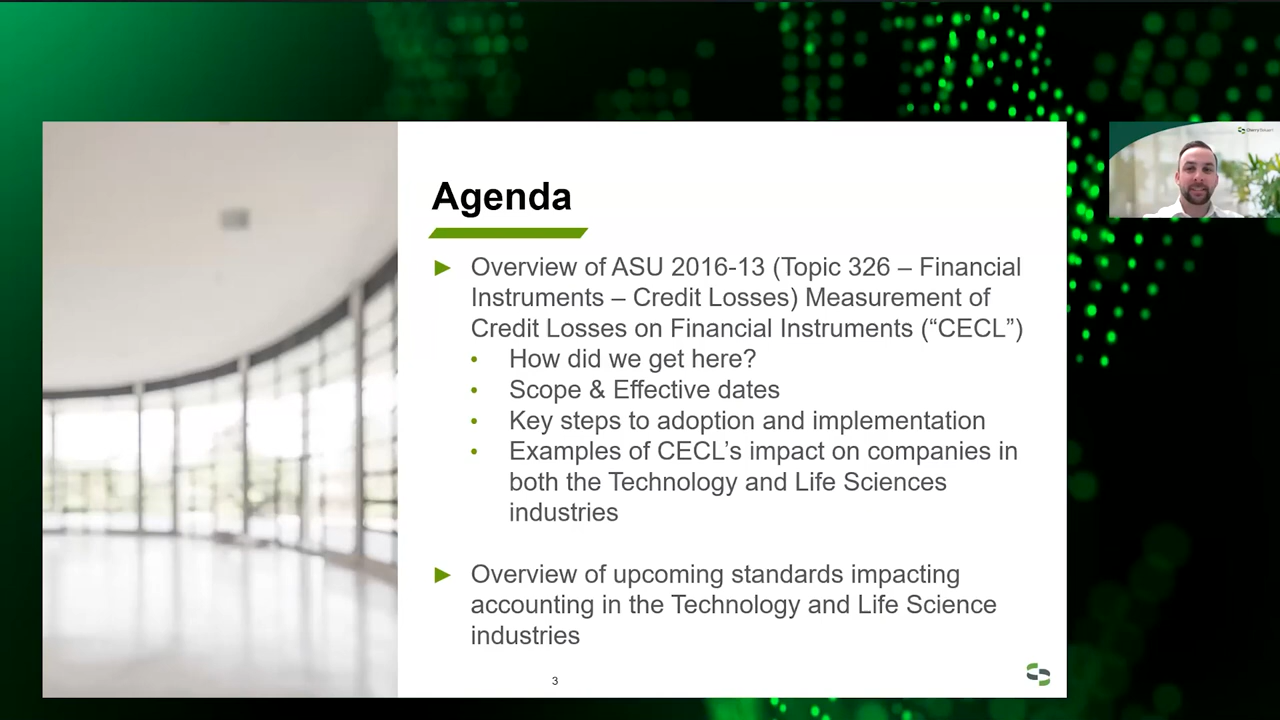 Agenda
► Overview of ASU 2016-13 (Topic 326 – Financial
Instruments – Credit Losses) Measurement of
Credit Losses on Financial Instruments (“CECL”)
• How did we get here?
• Scope & Effective dates
• Key steps to adoption and implementation
• Examples of CECL’s impact on companies in
both the Technology and Life Sciences
industries
► Overview of upcoming standards impacting
accounting in the Technology and Life Science
industries
3